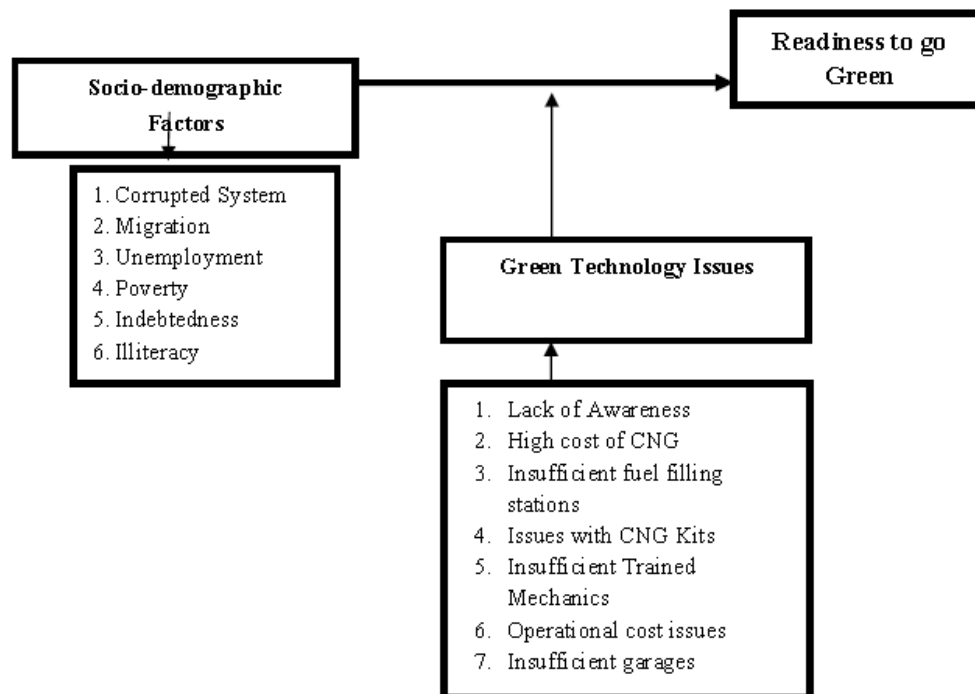 Readiness to go
Green
Socio-demographic
Factors
1. Corrupted System
2. Migration
3. Unemployment
4. Poverty
5. Indebtedness
6. Illiteracy
Green Technology Issues
1. Lack of Awareness
2. High cost of CNG
3. Insufficient fuel filling
stations
4. Issues with CNG Kits
5. Insufficient Trained
Mechanics
6. Operational cost issues
7. Insufficient garages